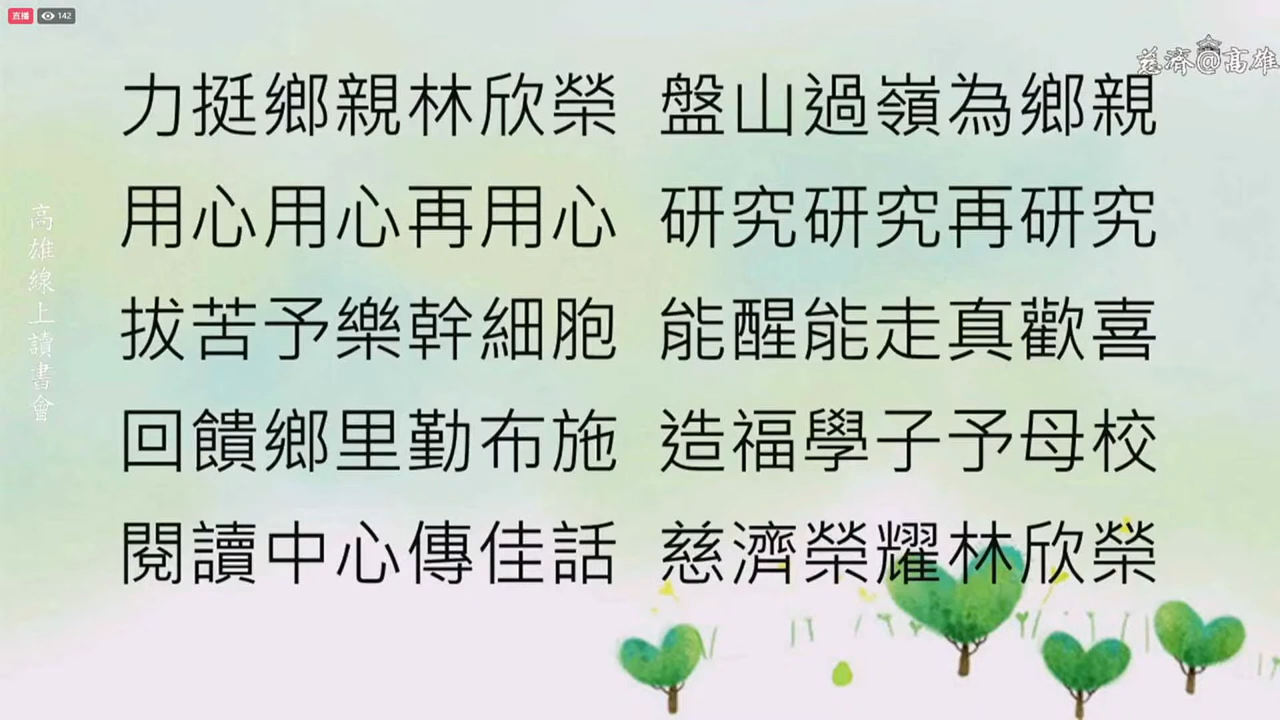 直播 142
慈濟@高雄
力挺鄉親林欣榮 盤山過嶺為鄉親
用心用心再用心 研究研究再研究
拔苦予樂幹細胞 能醒能走真歡喜
回饋鄉里勤布施 造福學子予母校
閱讀中心傳佳話 慈濟榮耀林欣榮
高雄線上讀書會